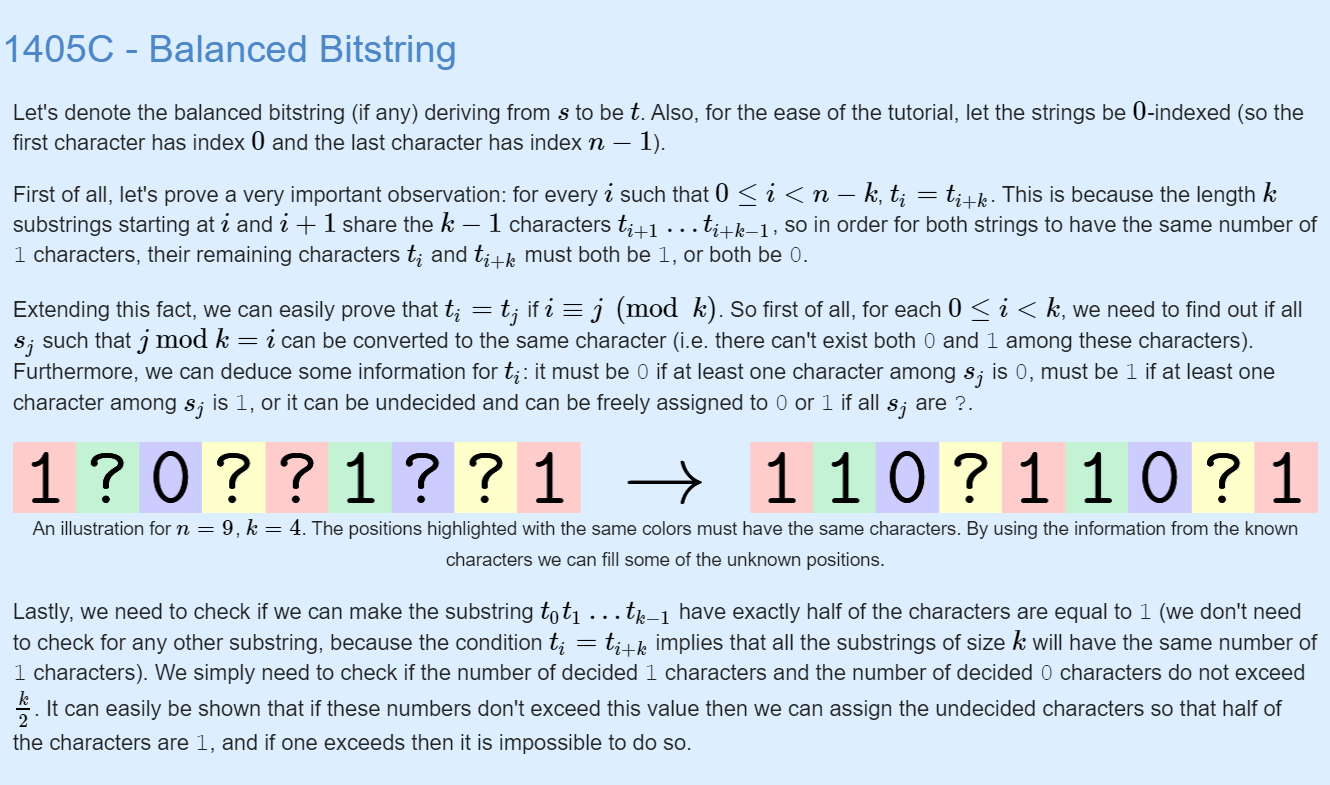 1405C - Balanced Bitstring
Let's denote the balanced bitstring (if any) deriving from s to be t. Also, for the ease of the tutorial, let the strings be 0-indexed (so the
first character has index 0 and the last character has index n − 1).
First of all, let's prove a very important observation: for every i such that 0 ≤ i < n − k, t_i = t_{i+k}. This is because the length k
substrings starting at i and i + 1 share the k − 1 characters t_{i+1} … t_{i+k−1}, so in order for both strings to have the same number of
1 characters, their remaining characters t_i and t_{i+k} must both be 1, or both be 0.
Extending this fact, we can easily prove that t_i = t_j if i ≡ j (mod k). So first of all, for each 0 ≤ i < k, we need to find out if all
s_j such that j mod k = i can be converted to the same character (i.e. there can't exist both 0 and 1 among these characters).
Furthermore, we can deduce some information for t_i: it must be 0 if at least one character among s_j is 0, must be 1 if at least one
character among s_j is 1, or it can be undecided and can be freely assigned to 0 or 1 if all s_j are ?.
1 ? 0 ? ? 1 ? ? 1 → 1 1 0 ? 1 1 0 ? 1
An illustration for n = 9, k = 4. The positions highlighted with the same colors must have the same characters. By using the information from the known
characters we can fill some of the unknown positions.
Lastly, we need to check if we can make the substring t_0 t_1 … t_{k−1} have exactly half of the characters are equal to 1 (we don't need
to check for any other substring, because the condition t_i = t_{i+k} implies that all the substrings of size k will have the same number of
1 characters). We simply need to check if the number of decided 1 characters and the number of decided 0 characters do not exceed
k/2. It can easily be shown that if these numbers don't exceed this value then we can assign the undecided characters so that half of
the characters are 1, and if one exceeds then it is impossible to do so.